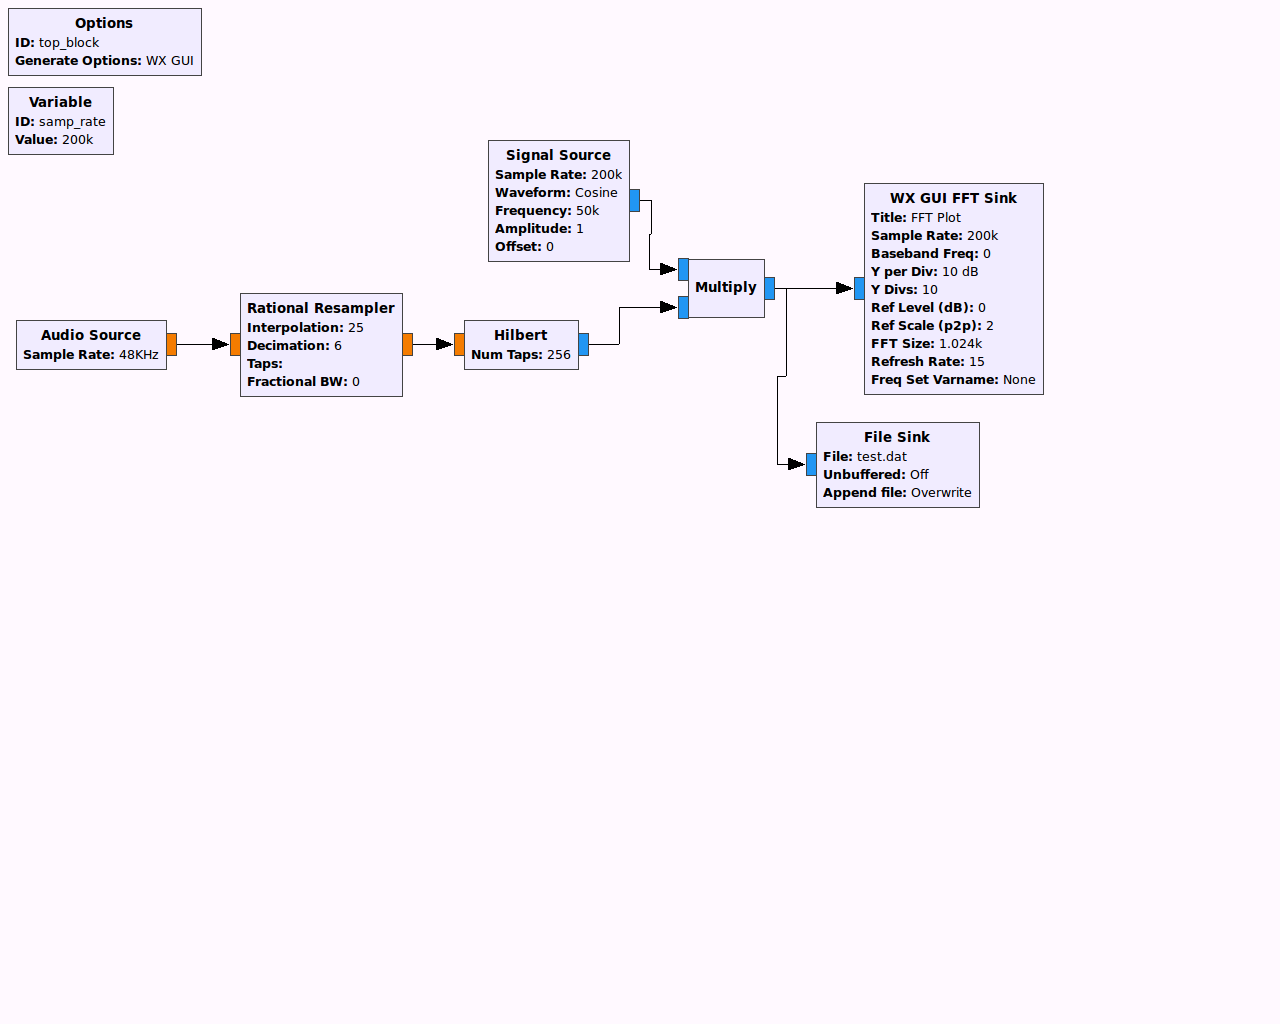 Options
ID: top_block
Generate Options: WX GUI
Variable
ID: samp_rate
Value: 200k
Signal Source
Sample Rate: 200k
Waveform: Cosine
Frequency: 50k
Amplitude: 1
Offset: 0
WX GUI FFT Sink
Title: FFT Plot
Sample Rate: 200k
Baseband Freq: 0
Y per Div: 10 dB
Y Divs: 10
Ref Level (dB): 0
Ref Scale (p2p): 2
FFT Size: 1.024k
Refresh Rate: 15
Freq Set Varname: None
Multiply
Audio Source
Sample Rate: 48KHz
Rational Resampler
Interpolation: 25
Decimation: 6
Taps:
Fractional BW: 0
Hilbert
Num Taps: 256
File Sink
File: test.dat
Unbuffered: Off
Append file: Overwrite